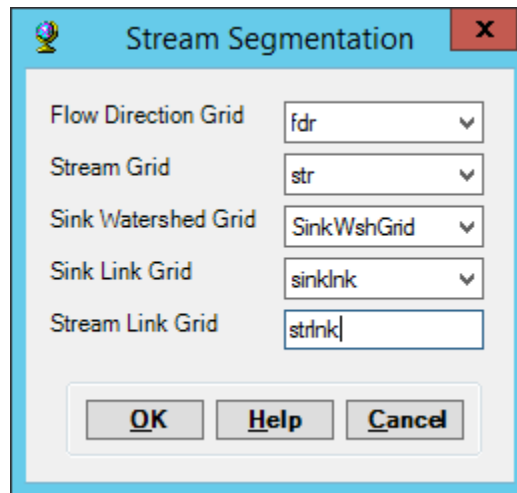 Stream Segmentation
x
Flow Direction Grid fdr
Stream Grid str
Sink Watershed Grid SinkWshGrid
Sink Link Grid sinklnk
Stream Link Grid strlnk
OK Help Cancel